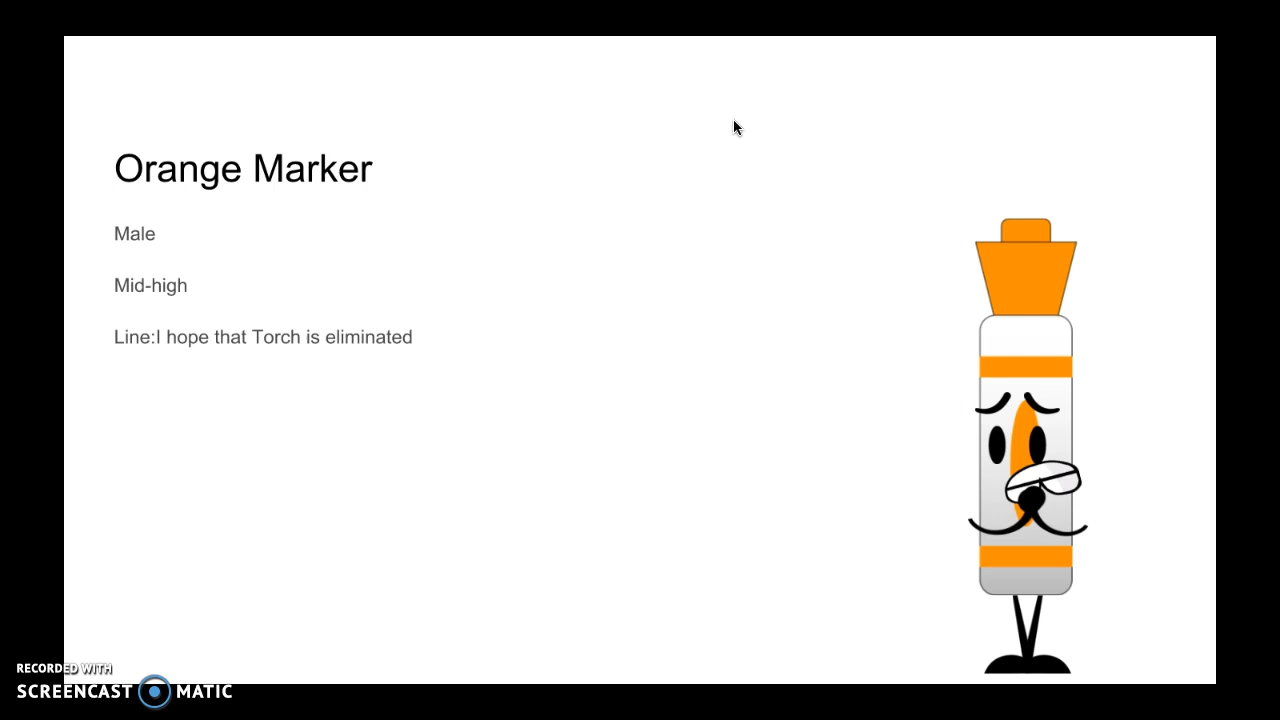 Orange Marker
Male
Mid-high
Line:I hope that Torch is eliminated
RECORDED WITH
SCREENCAST MATIC